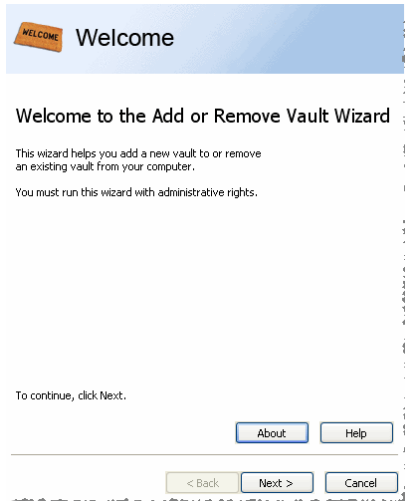 WELCOME
Welcome
Welcome to the Add or Remove Vault Wizard
This wizard helps you add a new vault to or remove
an existing vault from your computer.
You must run this wizard with administrative rights.
To continue, click Next.
About
Help
< Back
Next >
Cancel